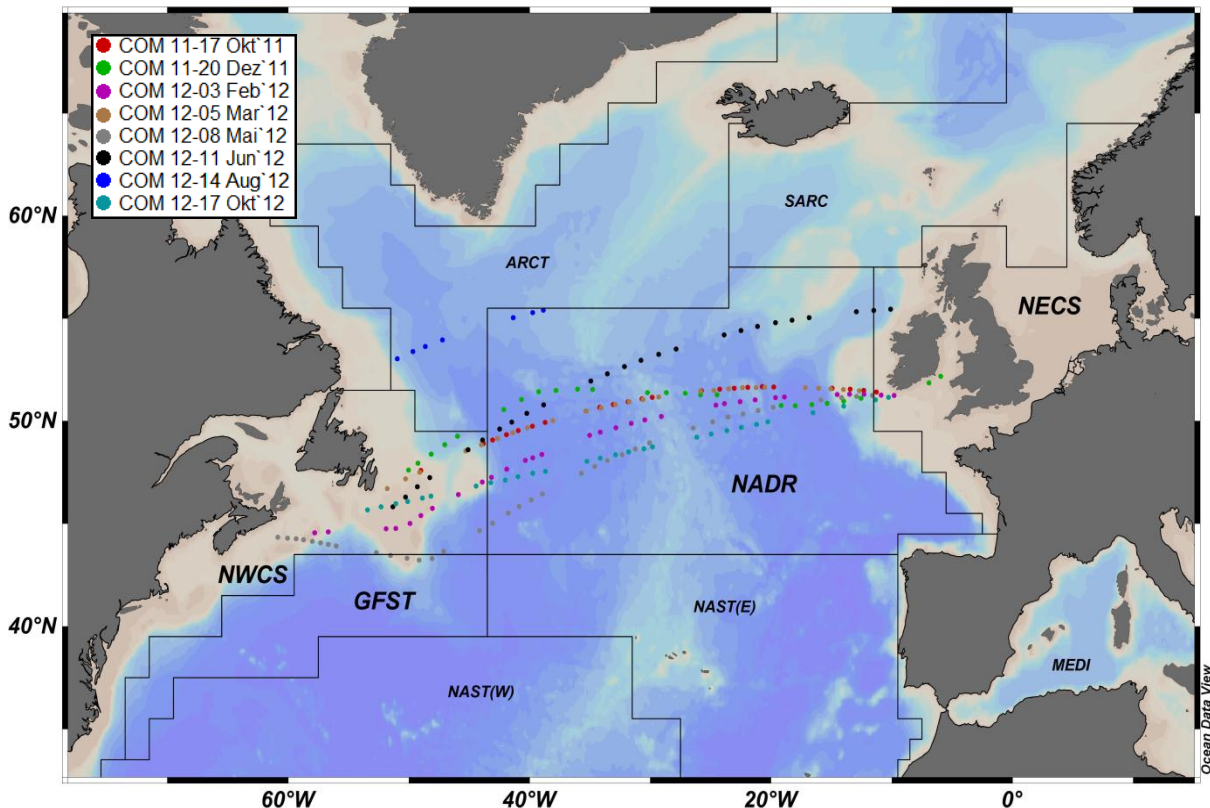 COM 11-17 Okt`11
COM 11-20 Dez`11
COM 12-03 Feb`12
COM 12-05 Mar`12
COM 12-08 Mai`12
COM 12-11 Jun`12
COM 12-14 Aug`12
COM 12-17 Okt`12
60°N
50°N
40°N
SARC
ARCT
NECS
NADR
NWCS
GFST
NAST(E)
MEDI
NAST(W)
60°W
40°W
20°W
0°
Ocean Data View